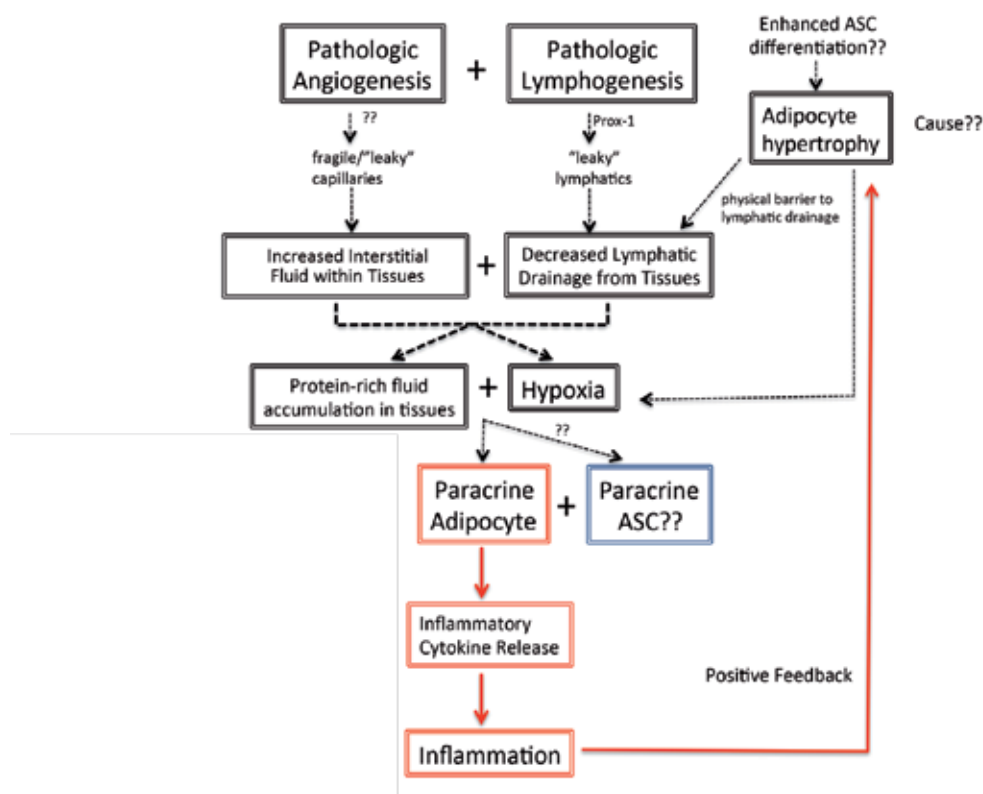 Enhanced ASC
differentiation??
Pathologic
Angiogenesis
+
Pathologic
Lymphogenesis
Adipocyte
hypertrophy
Cause??
??
Prox-1
fragile/"leaky"
capillaries
"leaky"
lymphatics
physical barrier to
lymphatic drainage
Increased Interstitial
Fluid within Tissues
+
Decreased Lymphatic
Drainage from Tissues
Protein-rich fluid
accumulation in tissues
+
Hypoxia
??
Paracrine
Adipocyte
+
Paracrine
ASC??
Inflammatory
Cytokine Release
Positive Feedback
Inflammation